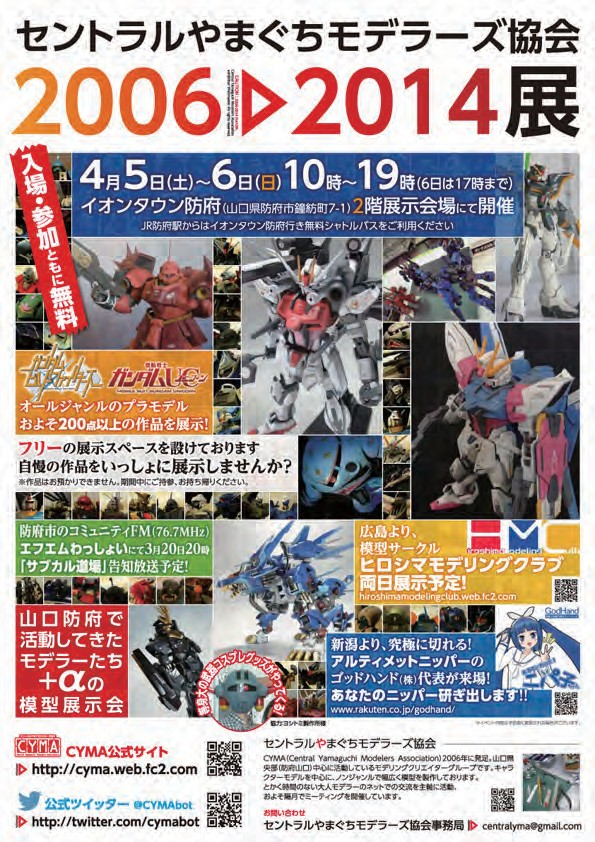 セントラルやまぐちモデラーズ協会
2006▷2014展
入場・参加ともに無料
4月5日(土)〜6日(日)10時〜19時(6日は17時まで)
イオンタウン防府(山口県防府市鐘紡町7-1)2階展示会場にて開催
JR防府駅からはイオンタウン防府行き無料シャトルバスをご利用ください
ガンダムUC
オールジャンルのプラモデル
およそ200点以上の作品を展示!
フリーの展示スペースを設けております
自慢の作品をいっしょに展示しませんか?
※作品はお預かりできません。期間中にご持参、お持ち帰りください。
防府市のコミュニティFM(76.7MHz)
エフエムわっしょいにて3月20日20時
「サブカル道場」告知放送予定!
広島より、
模型サークル
HMC
ヒロシマモデリングクラブ
両日展示予定!
hiroshimamodelingclub.web.fc2.com
山口防府で
活動してきた
モデラーたち
+αの
模型展示会
GodHand
新潟より、究極に切れる!
アルティメットニッパーの
ゴッドハンド(株)代表が来場!
あなたのニッパー研ぎ出します!!
www.rakuten.co.jp/godhand/
協力:ヨシトミ製作所様
CYMA
CYMA公式サイト
▷ http://cyma.web.fc2.com
公式ツイッター @CYMAbot
▷ http://twitter.com/cymabot
セントラルやまぐちモデラーズ協会
CYMA(Central Yamaguchi Modelers Association)2006年に発足。山口県
央部(防府山口)中心に活動しているモデリングクリエイターグループです。キャラ
クターモデルを中心に、ノンジャンルで幅広く模型を製作しております。
とかく時間のない大人モデラーのネットでの交流を主軸に活動、
およそ隔月でミーティングを開催しています。
お問い合わせ
セントラルやまぐちモデラーズ協会事務局 ▷ centralyma@gmail.com